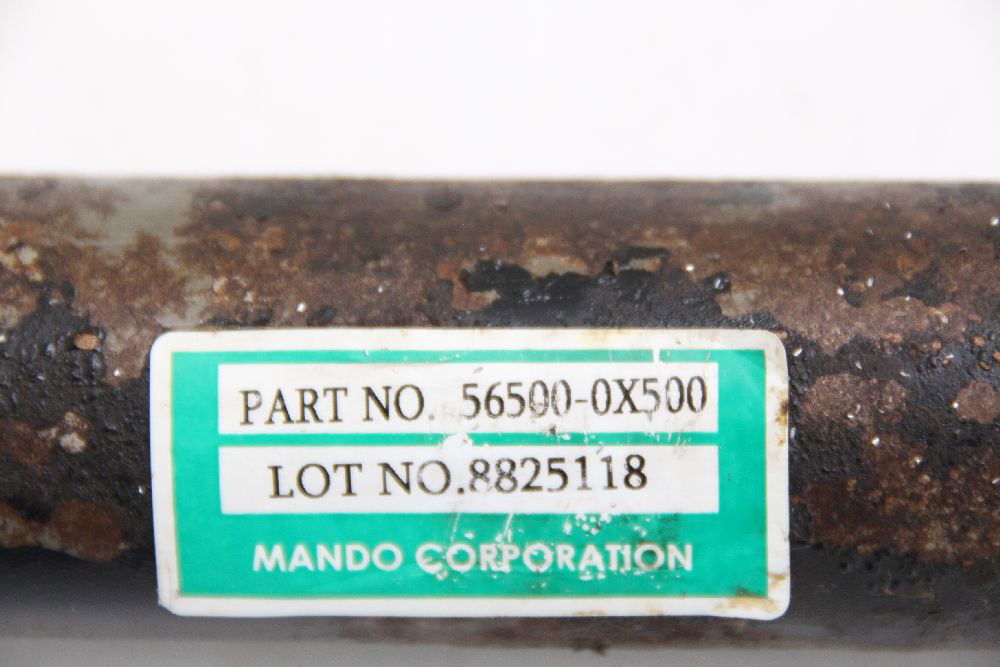 PART NO. 56500-0X500
LOT NO.8825118
MANDO CORPORATION